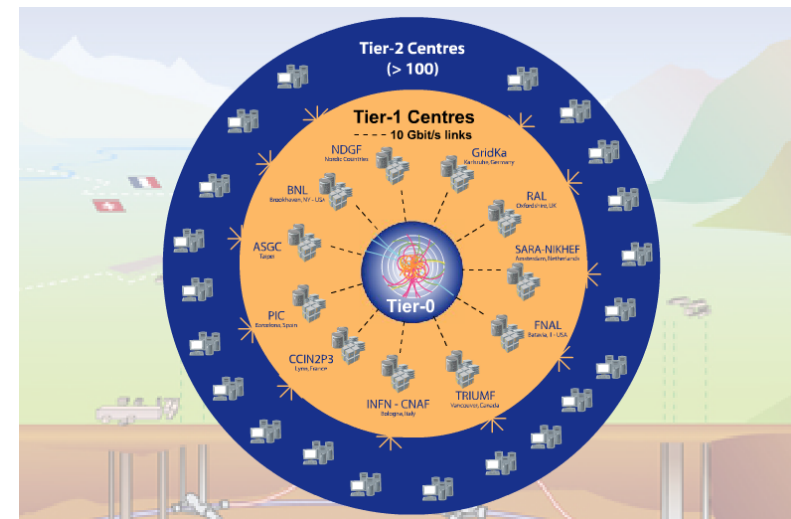 Tier-2 Centres
(> 100)
Tier-1 Centres
10 Gbit/s links
NDGF
Nordic Countries
GridKa
Karlsruhe, Germany
BNL
Brookhaven, NY - USA
RAL
Oxfordshire, UK
ASGC
Taipei
SARA-NIKHEF
Amsterdam, Netherlands
Tier-0
PIC
Barcelona, Spain
FNAL
Batavia, Il - USA
CCIN2P3
Lyon, France
TRIUMF
Vancouver, Canada
INFN - CNAF
Bologna, Italy